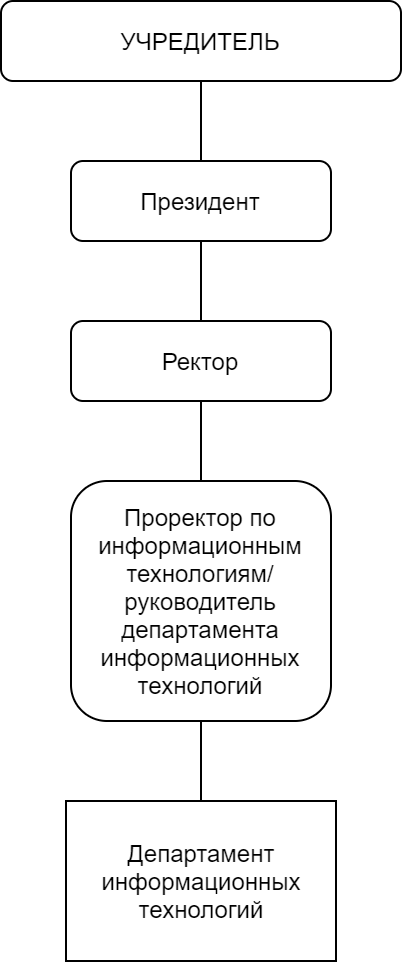 УЧРЕДИТЕЛЬ
Президент
Ректор
Проректор по
информационным
технологиям/
руководитель
департамента
информационных
технологий
Департамент
информационных
технологий